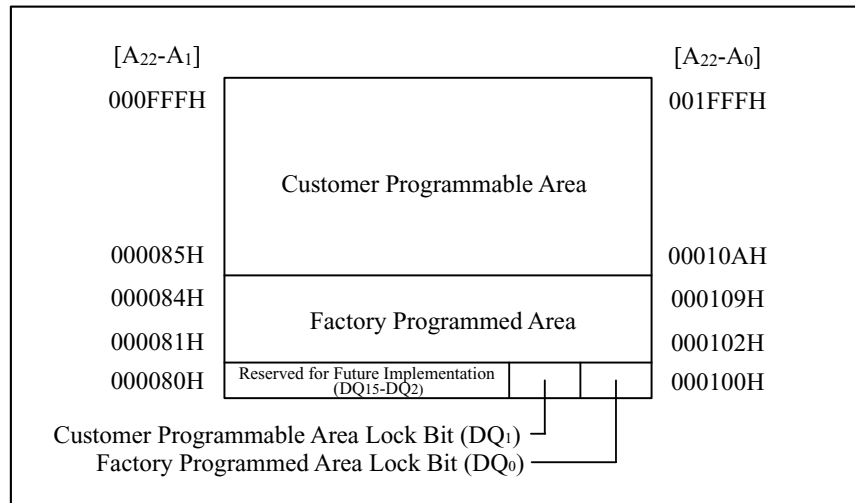 [A22-A1] [A22-A0]
000FFFH 001FFFH
Customer Programmable Area
000085H 00010AH
000084H 000109H
Factory Programmed Area
000081H 000102H
000080H Reserved for Future Implementation 000100H
(DQ15-DQ2)
Customer Programmable Area Lock Bit (DQ1)
Factory Programmed Area Lock Bit (DQ0)